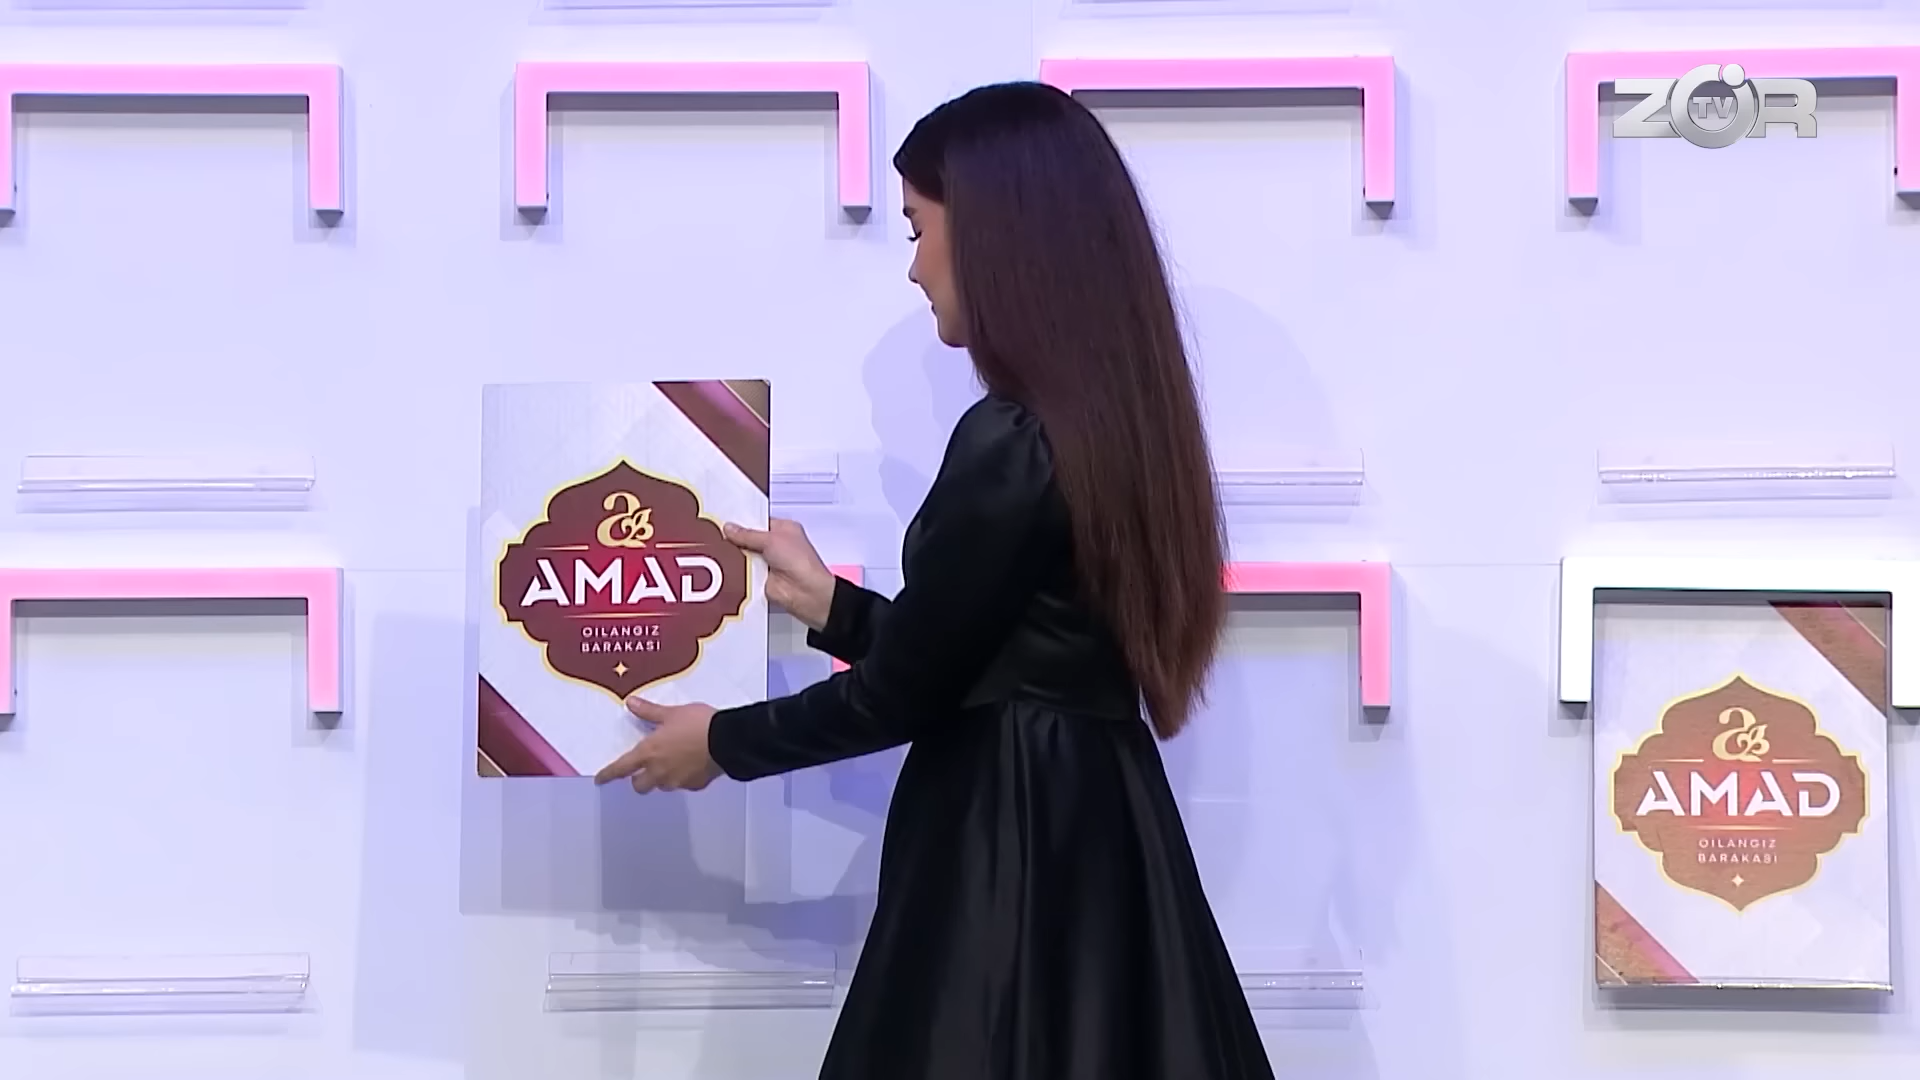 ZOR TV
AMAD
OILANGIZ
BARAKASI
AMAD
OILANGIZ
BARAKASI